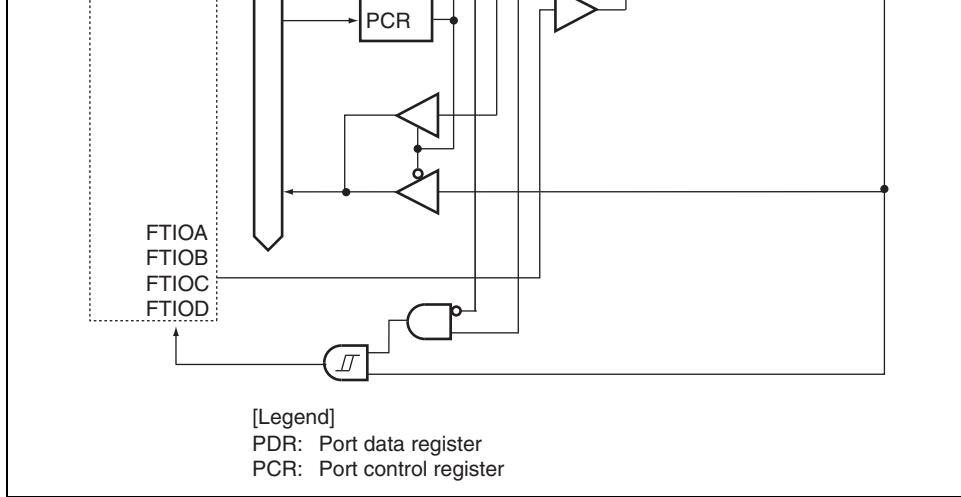 PCR
FTIOA
FTIOB
FTIOC
FTIOD
[Legend]
PDR: Port data register
PCR: Port control register